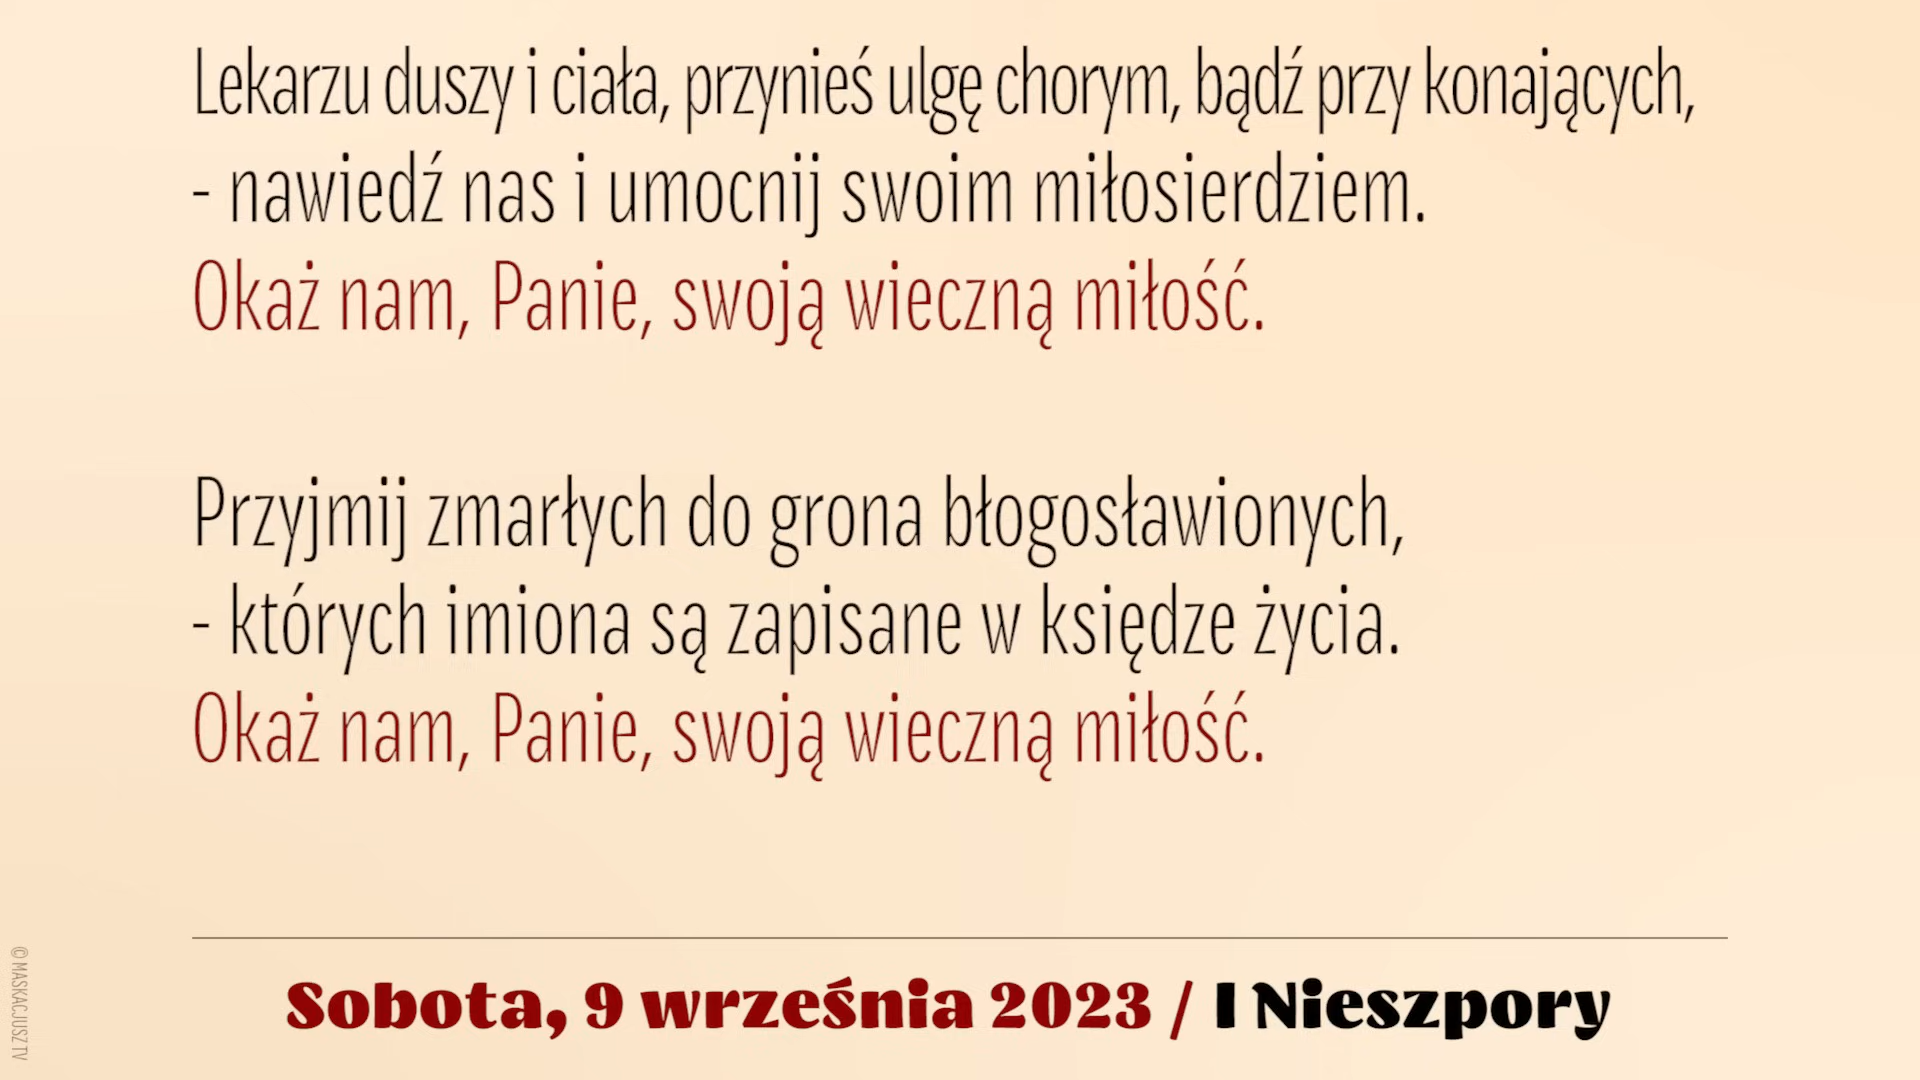 Lekarzu duszy i ciała, przynieś ulgę chorym, bądź przy konających,
- nawiedź nas i umocnij swoim miłosierdziem.
Okaż nam, Panie, swoją wieczną miłość.
Przyjmij zmarłych do grona błogosławionych,
- których imiona są zapisane w księdze życia.
Okaż nam, Panie, swoją wieczną miłość.
Sobota, 9 września 2023 / I Nieszpory
© MASKACJUSZ TV